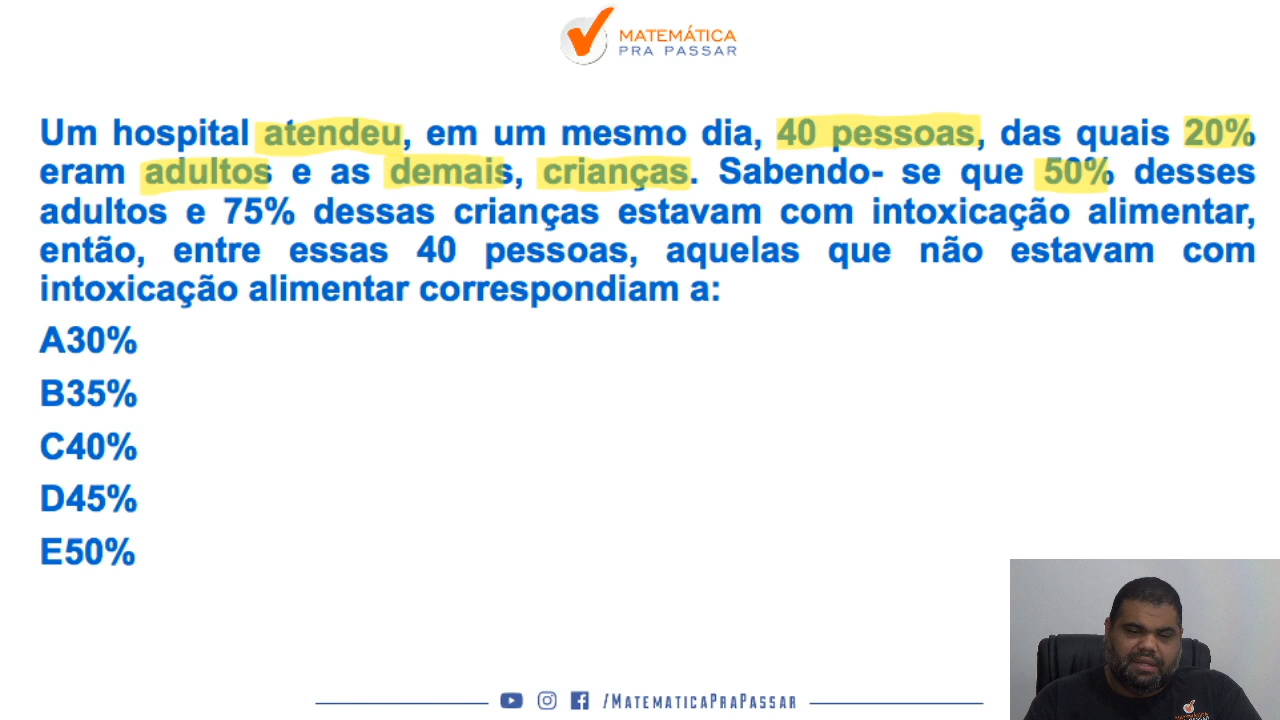 MATEMÁTICA
PRA PASSAR
Um hospital atendeu, em um mesmo dia, 40 pessoas, das quais 20%
eram adultos e as demais, crianças. Sabendo- se que 50% desses
adultos e 75% dessas crianças estavam com intoxicação alimentar,
então, entre essas 40 pessoas, aquelas que não estavam com
intoxicação alimentar correspondiam a:
A30%
B35%
C40%
D45%
E50%
/MATEMATICAPRAPASSAR
MATEMÁTICA